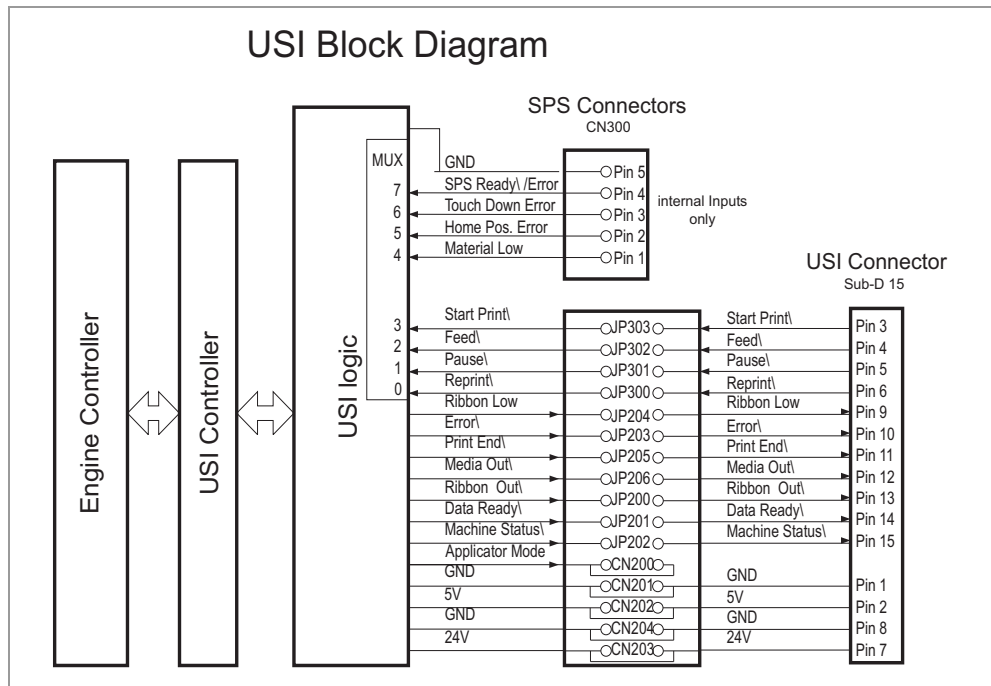 USI Block Diagram
SPS Connectors
CN300
MUX
GND
Pin 5
7
SPS Ready\ /Error
Pin 4
6
Touch Down Error
Pin 3
5
Home Pos. Error
Pin 2
4
Material Low
Pin 1
internal Inputs
only
USI Connector
Sub-D 15
Engine Controller
USI Controller
USI logic
3
Start Print\
JP303
Start Print\
Pin 3
2
Feed\
JP302
Feed\
Pin 4
1
Pause\
JP301
Pause\
Pin 5
0
Reprint\
JP300
Reprint\
Pin 6
Ribbon Low
JP204
Ribbon Low
Pin 9
Error\
JP203
Error\
Pin 10
Print End\
JP205
Print End\
Pin 11
Media Out\
JP206
Media Out\
Pin 12
Ribbon Out\
JP200
Ribbon Out\
Pin 13
Data Ready\
JP201
Data Ready\
Pin 14
Machine Status\
JP202
Machine Status\
Pin 15
Applicator Mode
CN200
GND
CN201
GND
Pin 1
5V
CN202
5V
Pin 2
GND
CN204
GND
Pin 8
24V
CN203
24V
Pin 7